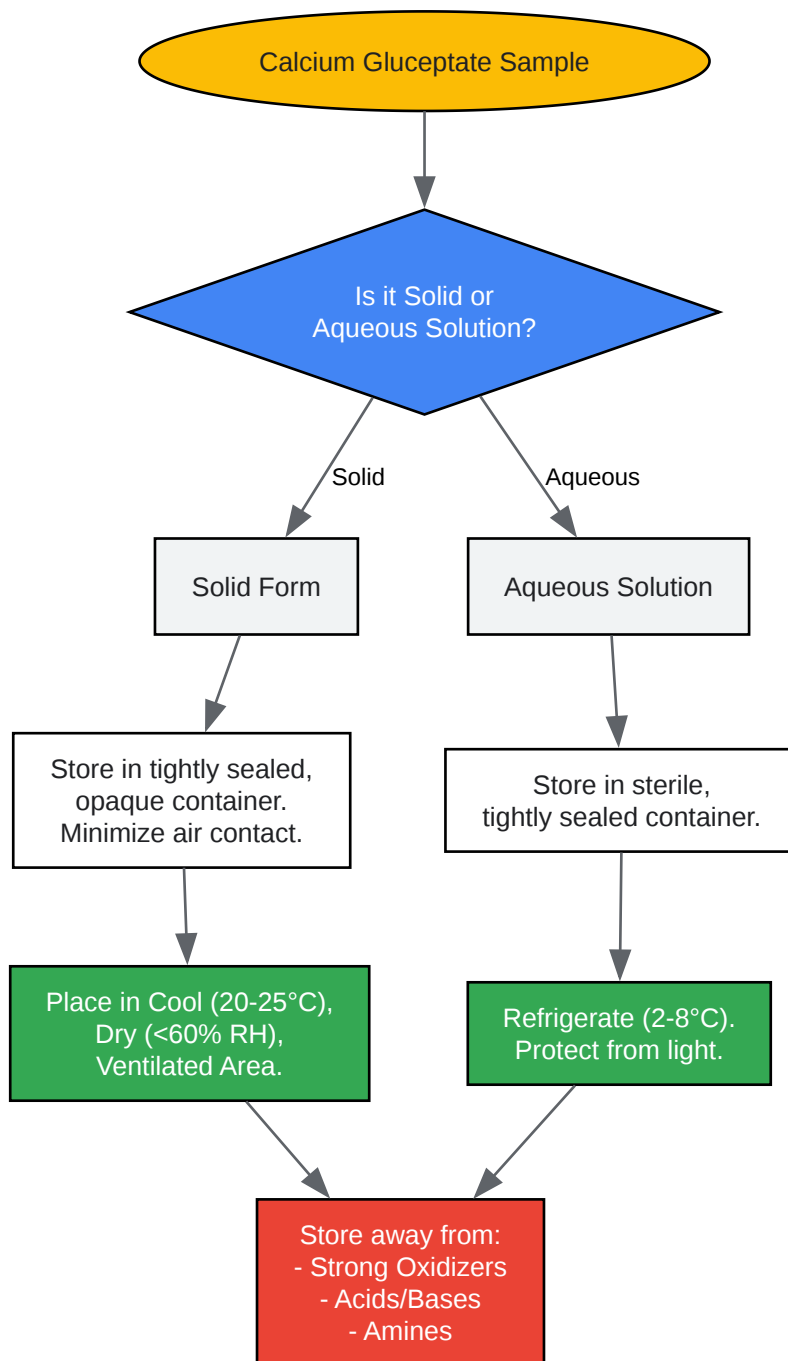 Calcium Gluceptate Sample
Is it Solid or
Aqueous Solution?
Solid
Aqueous
Solid Form
Aqueous Solution
Store in tightly sealed,
opaque container.
Minimize air contact.
Store in sterile,
tightly sealed container.
Place in Cool (20-25°C),
Dry (<60% RH),
Ventilated Area.
Refrigerate (2-8°C).
Protect from light.
Store away from:
- Strong Oxidizers
- Acids/Bases
- Amines